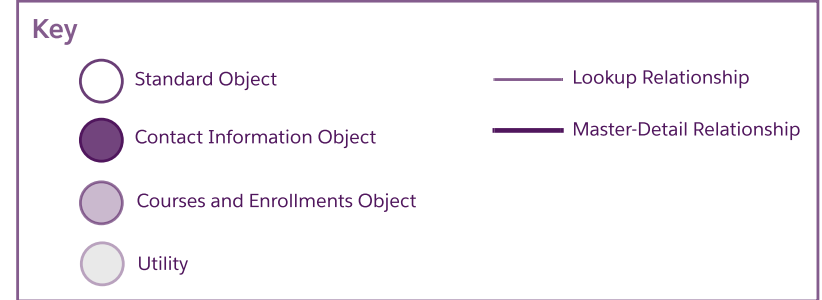 Key
Standard Object
Contact Information Object
Courses and Enrollments Object
Utility
Lookup Relationship
Master-Detail Relationship